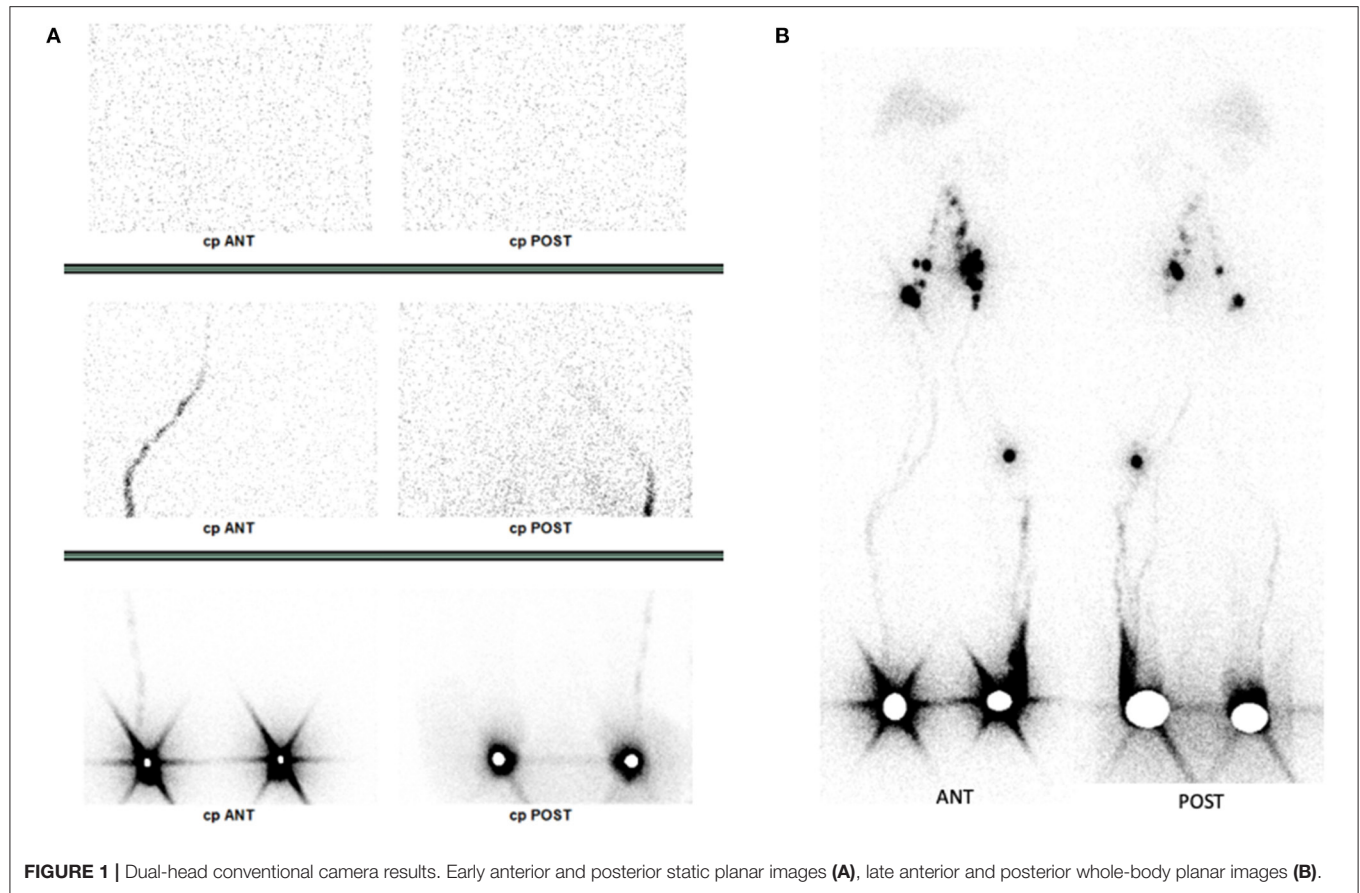 A
B
cp ANT
cp POST
cp ANT
cp POST
cp ANT
cp POST
ANT
POST
FIGURE 1 | Dual-head conventional camera results. Early anterior and posterior static planar images (A), late anterior and posterior whole-body planar images (B).